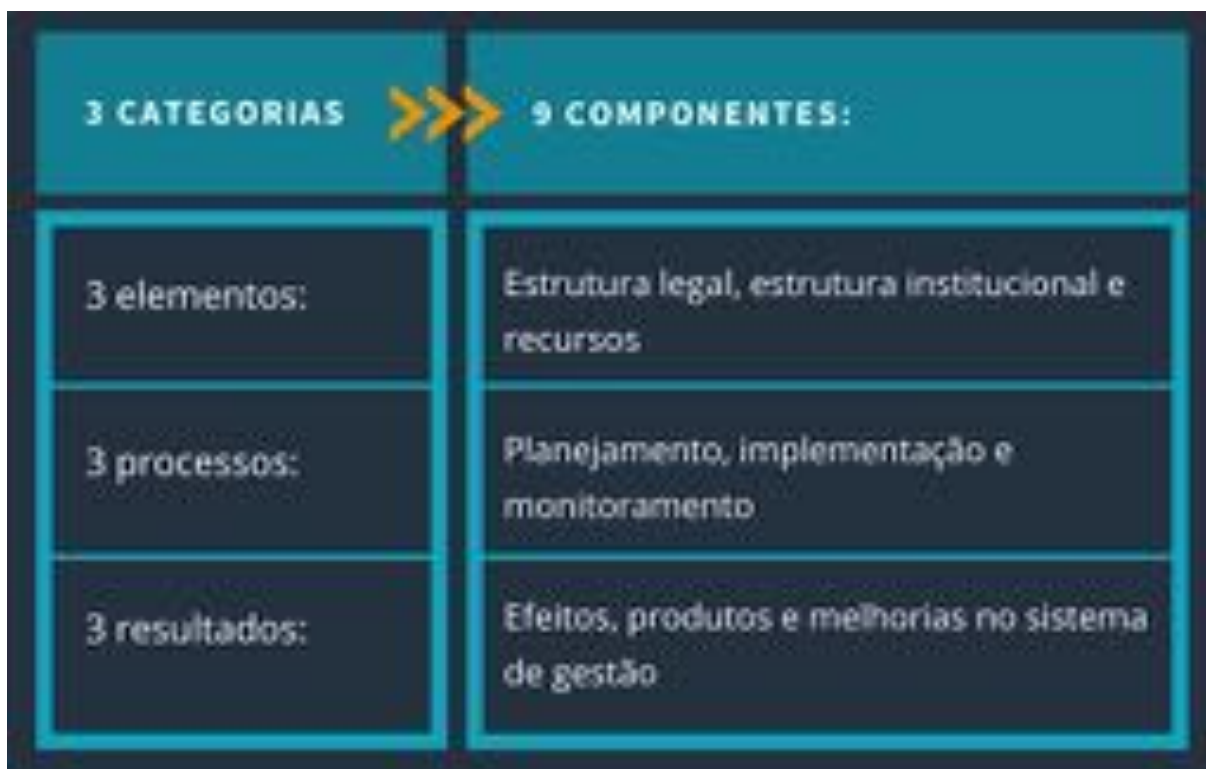 3 CATEGORIAS
9 COMPONENTES:
3 elementos:
Estrutura legal, estrutura institucional e
recursos
3 processos:
Planejamento, implementação e
monitoramento
3 resultados:
Efeitos, produtos e melhorias no sistema
de gestão